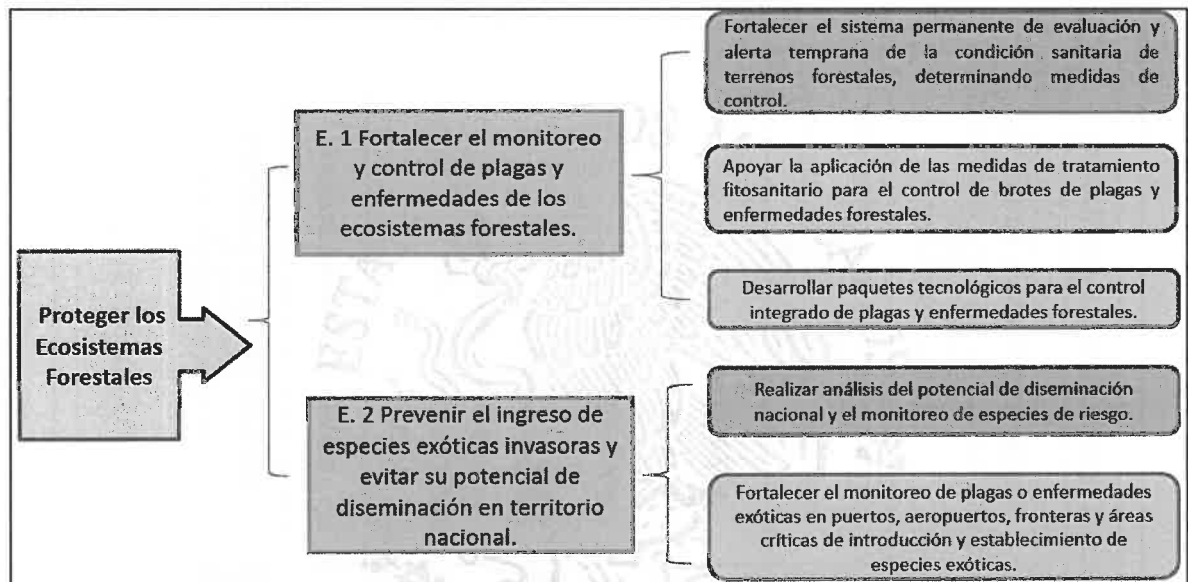 Proteger los
Ecosistemas
Forestales
E. 1 Fortalecer el monitoreo
y control de plagas y
enfermedades de los
ecosistemas forestales.
Fortalecer el sistema permanente de evaluación y
alerta temprana de la condición sanitaria de
terrenos forestales, determinando medidas de
control.
Apoyar la aplicación de las medidas de tratamiento
fitosanitario para el control de brotes de plagas y
enfermedades forestales.
Desarrollar paquetes tecnológicos para el control
integrado de plagas y enfermedades forestales.
E. 2 Prevenir el ingreso de
especies exóticas invasoras y
evitar su potencial de
diseminación en territorio
nacional.
Realizar análisis del potencial de diseminación
nacional y el monitoreo de especies de riesgo.
Fortalecer el monitoreo de plagas o enfermedades
exóticas en puertos, aeropuertos, fronteras y áreas
críticas de introducción y establecimiento de
especies exóticas.